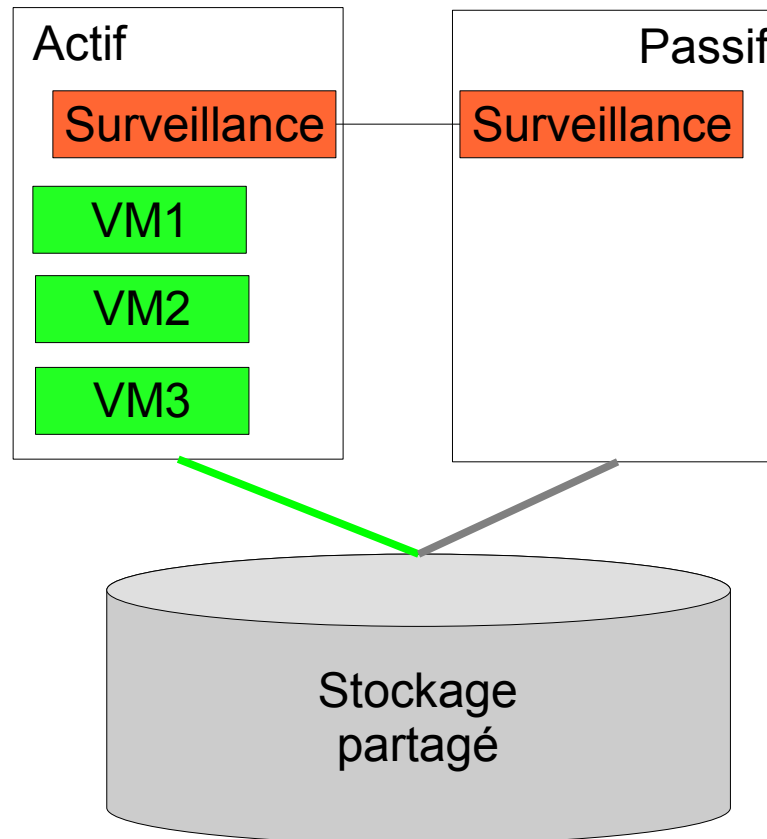 Actif
Passif
Surveillance
Surveillance
VM1
VM2
VM3
Stockage
partagé